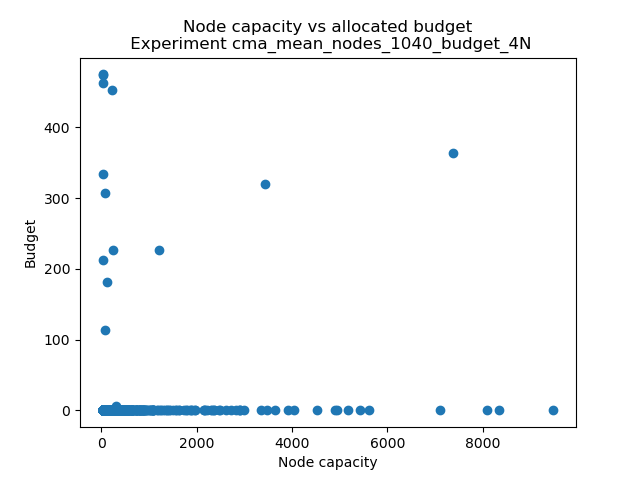 Node capacity vs allocated budget
Experiment cma_mean_nodes_1040_budget_4N
400
300
200
100
0
Budget
0 2000 4000 6000 8000
Node capacity